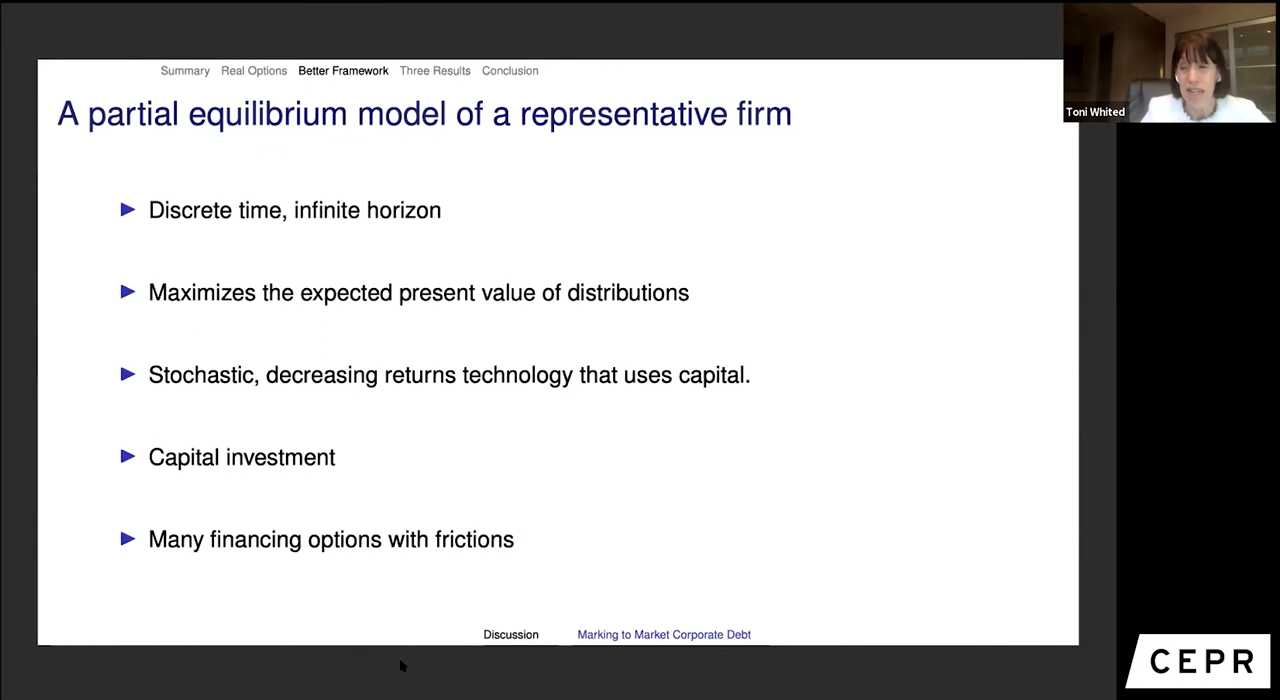 Summary Real Options Better Framework Three Results Conclusion
A partial equilibrium model of a representative firm
Toni Whited
Discrete time, infinite horizon
Maximizes the expected present value of distributions
Stochastic, decreasing returns technology that uses capital.
Capital investment
Many financing options with frictions
Discussion Marking to Market Corporate Debt
CEPR